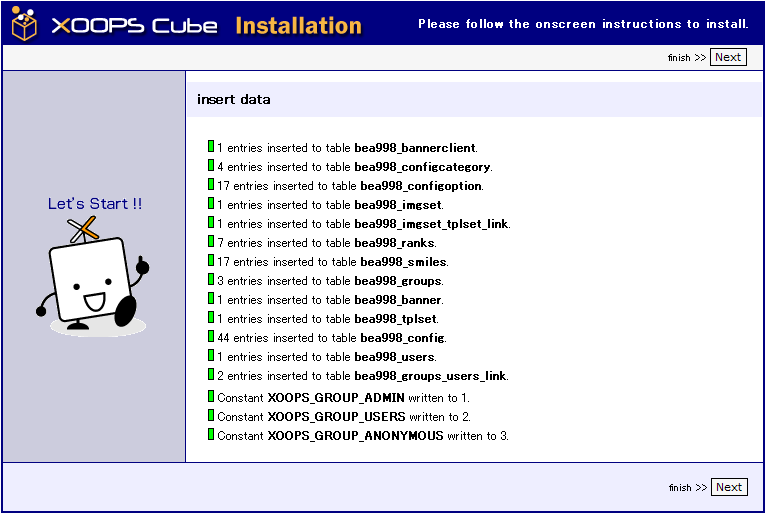 XOOPS Cube Installation Please follow the onscreen instructions to install.
finish >> Next
insert data
Let's Start !!
1 entries inserted to table bea998_bannerclient.
4 entries inserted to table bea998_configcategory.
17 entries inserted to table bea998_configoption.
1 entries inserted to table bea998_imgset.
1 entries inserted to table bea998_imgset_tplset_link.
7 entries inserted to table bea998_ranks.
17 entries inserted to table bea998_smiles.
3 entries inserted to table bea998_groups.
1 entries inserted to table bea998_banner.
1 entries inserted to table bea998_tplset.
44 entries inserted to table bea998_config.
1 entries inserted to table bea998_users.
2 entries inserted to table bea998_groups_users_link.
Constant XOOPS_GROUP_ADMIN written to 1.
Constant XOOPS_GROUP_USERS written to 2.
Constant XOOPS_GROUP_ANONYMOUS written to 3.
finish >> Next